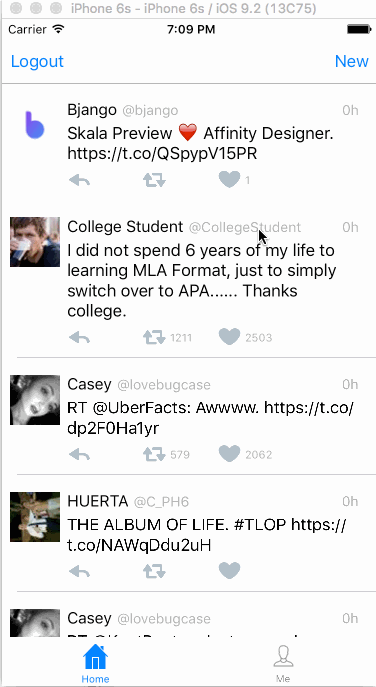 iPhone 6s - iPhone 6s / iOS 9.2 (13C75)
Carrier 7:09 PM
Logout New
Bjango @bjango 0h
Skala Preview ❤️ Affinity Designer.
https://t.co/QSpypV15PR
1
College Student @CollegeStudent 0h
I did not spend 6 years of my life to
learning MLA Format, just to simply
switch over to APA...... Thanks
college.
1211 2503
Casey @lovebugcase 0h
RT @UberFacts: Awwww. https://t.co/
dp2F0Ha1yr
579 2062
HUERTA @C_PH6 0h
THE ALBUM OF LIFE. #TLOP https://
t.co/NAWqDdu2uH
Casey @lovebugcase 0h
Home Me